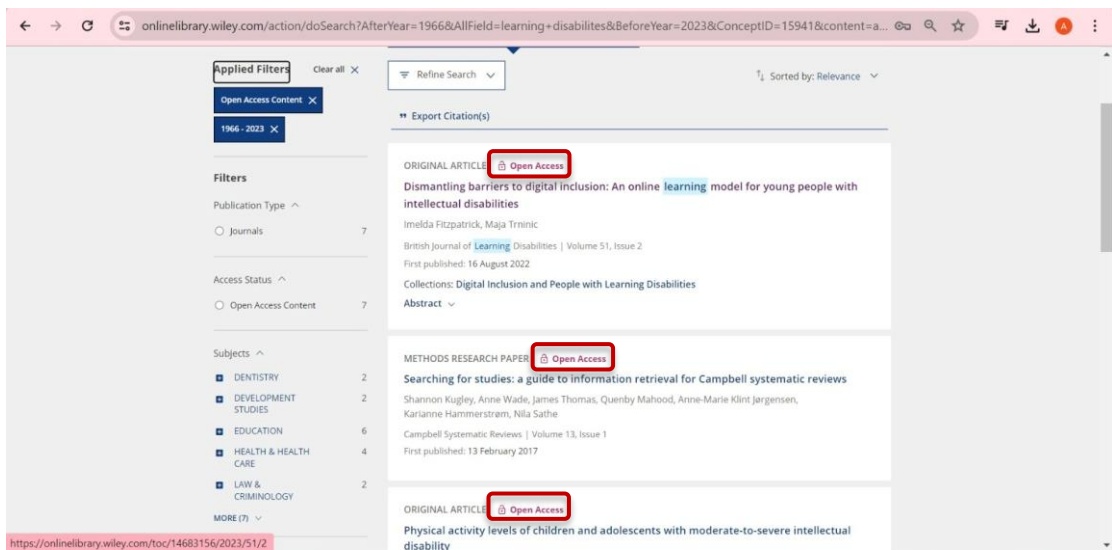 onlinelibrary.wiley.com/action/doSearch?AfterYear=1966&AllField=learning+disabilites&BeforeYear=2023&ConceptID=15941&content=a...
A
Applied Filters
Clear all X
Open Access Content X
1966 - 2023 X
Filters
Publication Type
Journals 7
Access Status
Open Access Content 7
Subjects
DENTISTRY 2
DEVELOPMENT 2
STUDIES
EDUCATION 6
HEALTH & HEALTH 4
CARE
LAW & 2
CRIMINOLOGY
MORE (7)
Refine Search
Sorted by: Relevance
Export Citation(s)
ORIGINAL ARTICLE Open Access
Dismantling barriers to digital inclusion: An online learning model for young people with
intellectual disabilities
Imelda Fitzpatrick, Maja Trninic
British Journal of Learning Disabilities | Volume 51, Issue 2
First published: 16 August 2022
Collections: Digital Inclusion and People with Learning Disabilities
Abstract
METHODS RESEARCH PAPER Open Access
Searching for studies: a guide to information retrieval for Campbell systematic reviews
Shannon Kugley, Anne Wade, James Thomas, Quenby Mahood, Anne-Marie Klint Jørgensen,
Karianne Hammerstrøm, Nila Sathe
Campbell Systematic Reviews | Volume 13, Issue 1
First published: 13 February 2017
ORIGINAL ARTICLE Open Access
Physical activity levels of children and adolescents with moderate-to-severe intellectual
disability
https://onlinelibrary.wiley.com/toc/14683156/2023/51/2